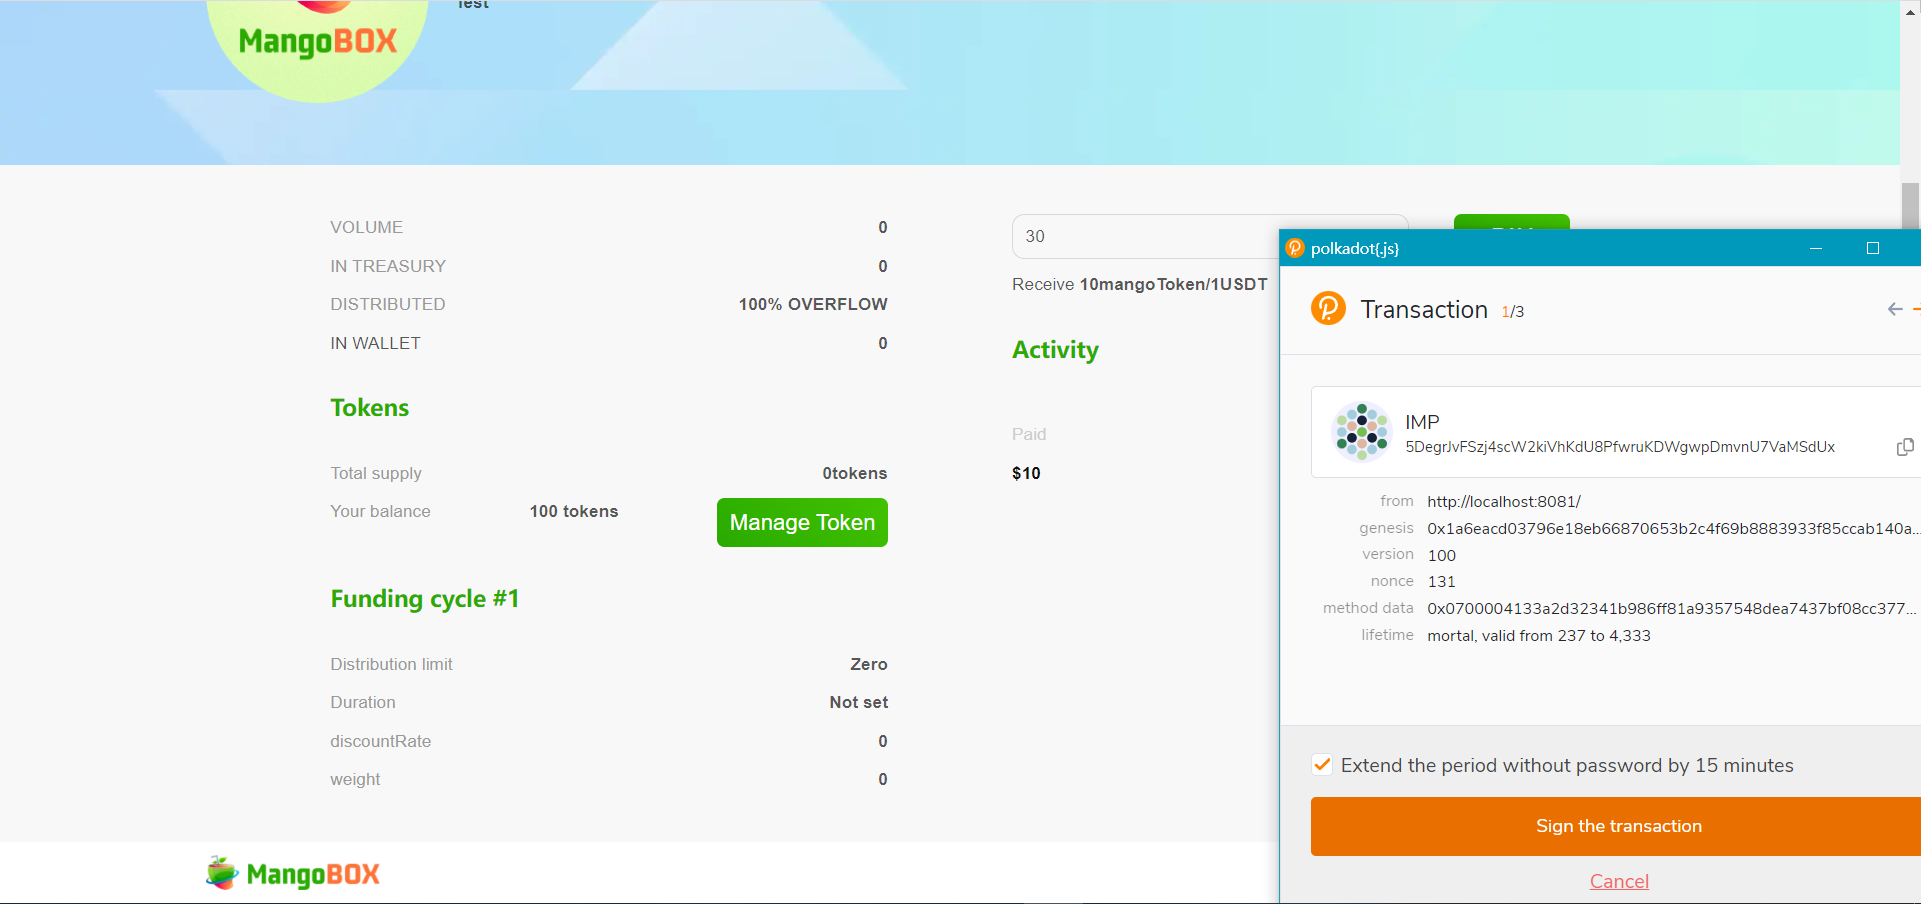 Test
MangoBOX
VOLUME 0
IN TREASURY 0
DISTRIBUTED 100% OVERFLOW
IN WALLET 0
Tokens
Total supply 0tokens
Your balance 100 tokens Manage Token
Funding cycle #1
Distribution limit Zero
Duration Not set
discountRate 0
weight 0
30
Receive 10mangoToken/1USDT
Activity
Paid
$10
polkadot{.js}
Transaction 1/3
IMP
5DegrJvFSzj4scW2kiVhKdU8PfwruKDWgwpDmvnU7VaMSdUx
from http://localhost:8081/
genesis 0x1a6eacd03796e18eb66870653b2c4f69b8883933f85ccab140a...
version 100
nonce 131
method data 0x0700004133a2d32341b986ff81a9357548dea7437bf08cc377...
lifetime mortal, valid from 237 to 4,333
Extend the period without password by 15 minutes
Sign the transaction
Cancel
MangoBOX